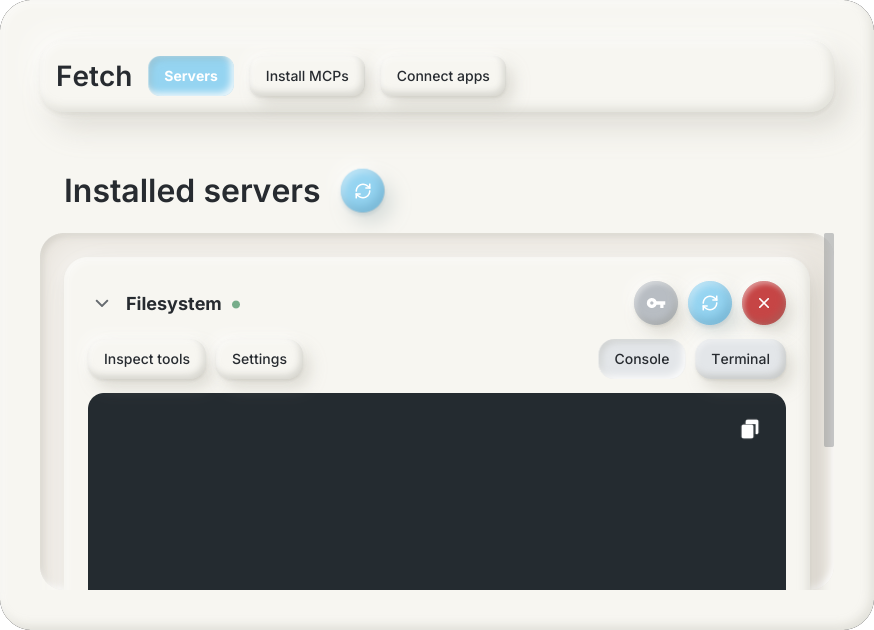 Fetch Servers Install MCPs Connect apps
Installed servers
Filesystem
Inspect tools Settings Console Terminal